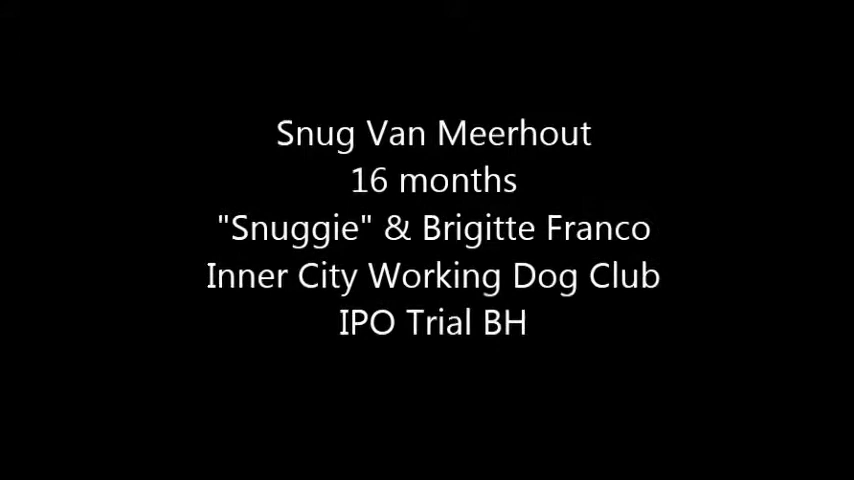 Snug Van Meerhout
16 months
"Snuggie" & Brigitte Franco
Inner City Working Dog Club
IPO Trial BH